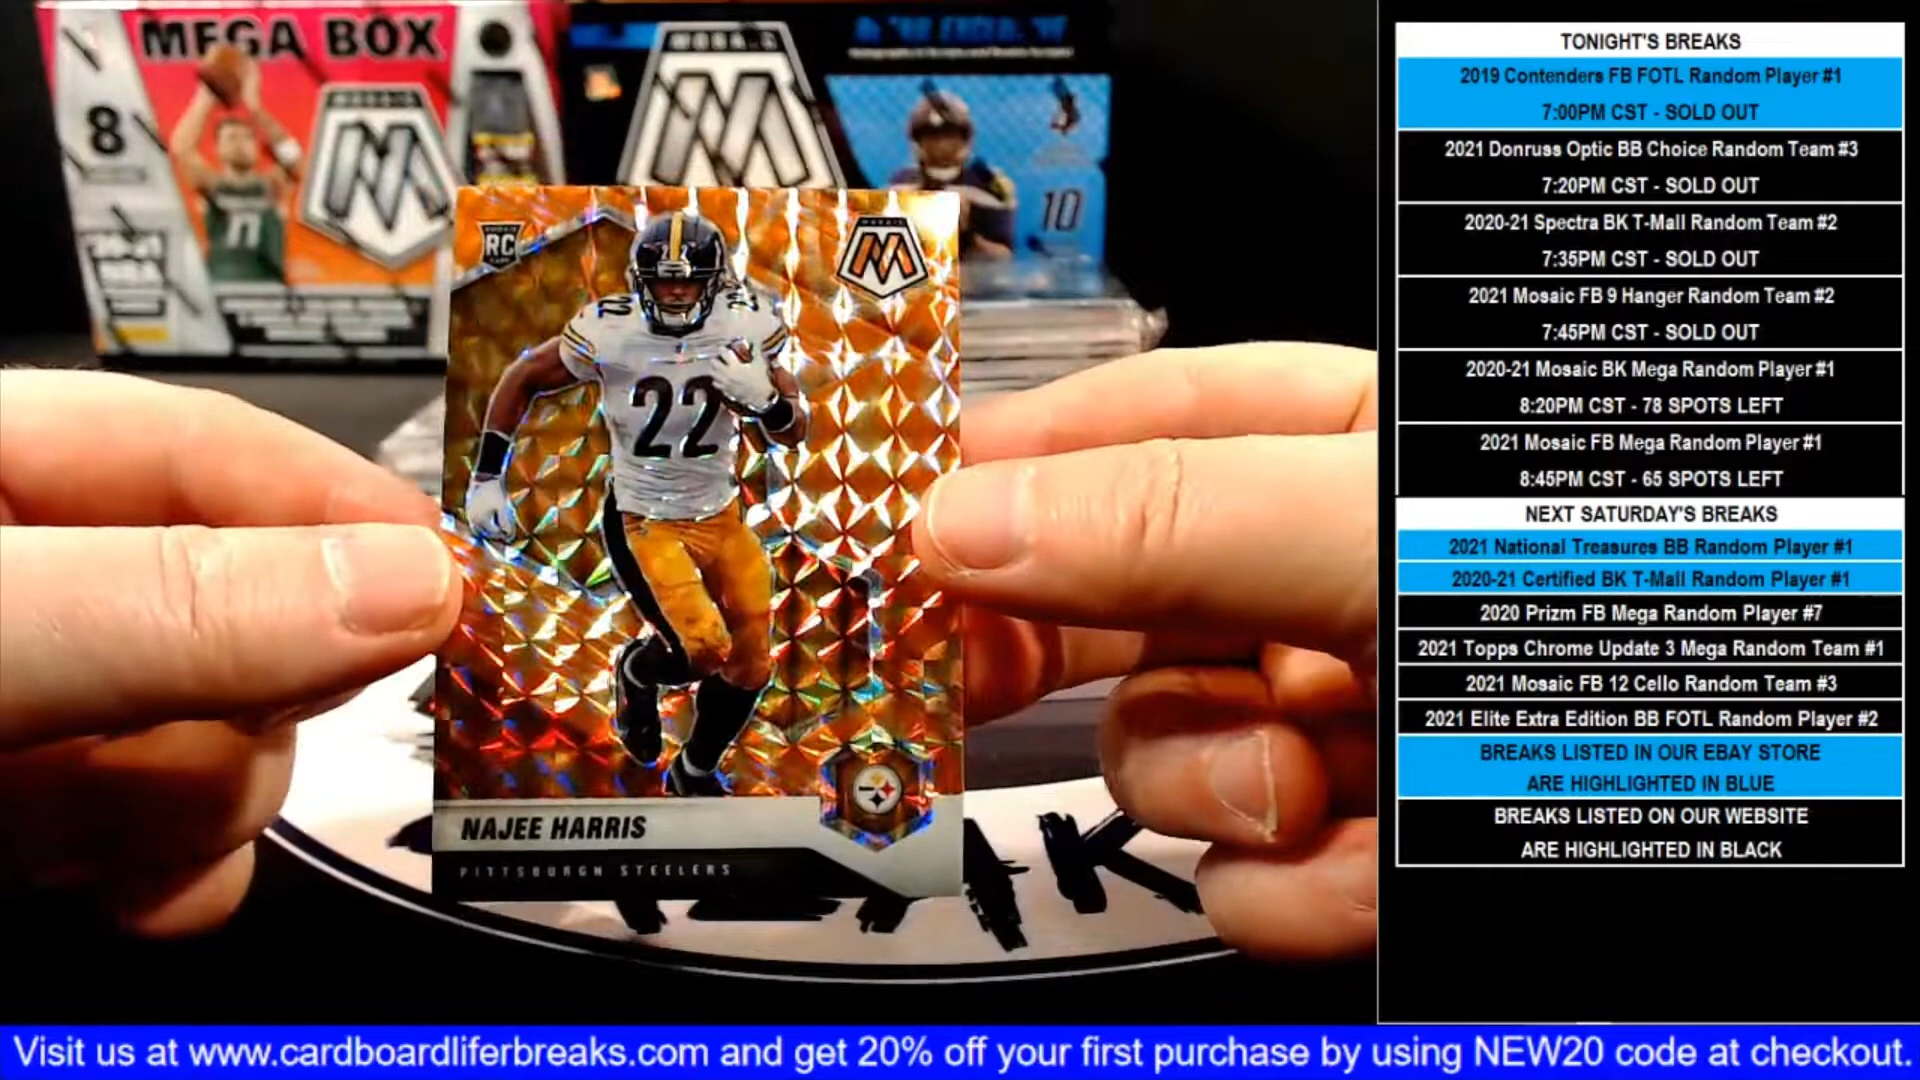 MEGA BOX
8
MOSAIC
10
RC
MOSAIC
22
22
NAJEE HARRIS
PITTSBURGH STEELERS
TONIGHT'S BREAKS
2019 Contenders FB FOTL Random Player #1
7:00PM CST - SOLD OUT
2021 Donruss Optic BB Choice Random Team #3
7:20PM CST - SOLD OUT
2020-21 Spectra BK T-Mall Random Team #2
7:35PM CST - SOLD OUT
2021 Mosaic FB 9 Hanger Random Team #2
7:45PM CST - SOLD OUT
2020-21 Mosaic BK Mega Random Player #1
8:20PM CST - 78 SPOTS LEFT
2021 Mosaic FB Mega Random Player #1
8:45PM CST - 65 SPOTS LEFT
NEXT SATURDAY'S BREAKS
2021 National Treasures BB Random Player #1
2020-21 Certified BK T-Mall Random Player #1
2020 Prizm FB Mega Random Player #7
2021 Topps Chrome Update 3 Mega Random Team #1
2021 Mosaic FB 12 Cello Random Team #3
2021 Elite Extra Edition BB FOTL Random Player #2
BREAKS LISTED IN OUR EBAY STORE
ARE HIGHLIGHTED IN BLUE
BREAKS LISTED ON OUR WEBSITE
ARE HIGHLIGHTED IN BLACK
Visit us at www.cardboardliferbreaks.com and get 20% off your first purchase by using NEW20 code at checkout.